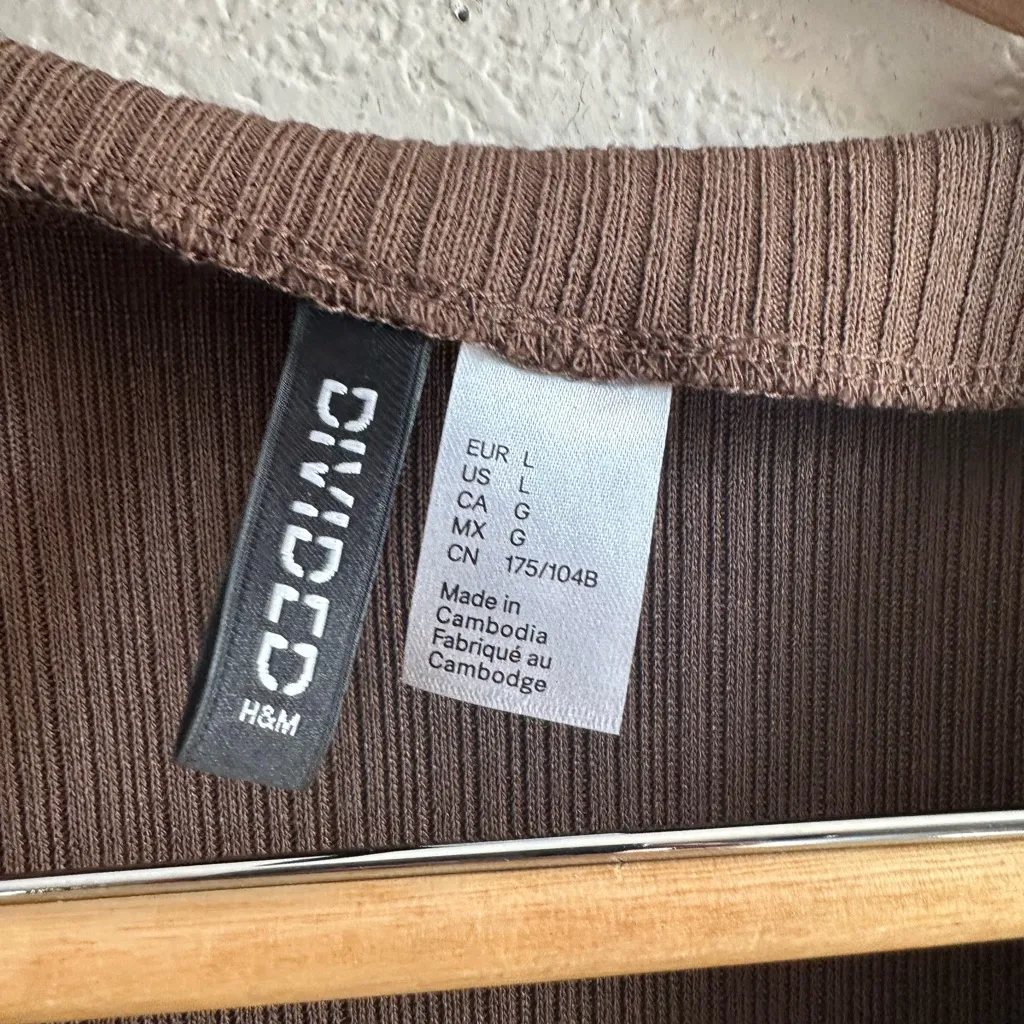 DIVIDED
H&M
EUR L
US L
CA G
MX G
CN 175/104B
Made in
Cambodia
Fabriqué au
Cambodge